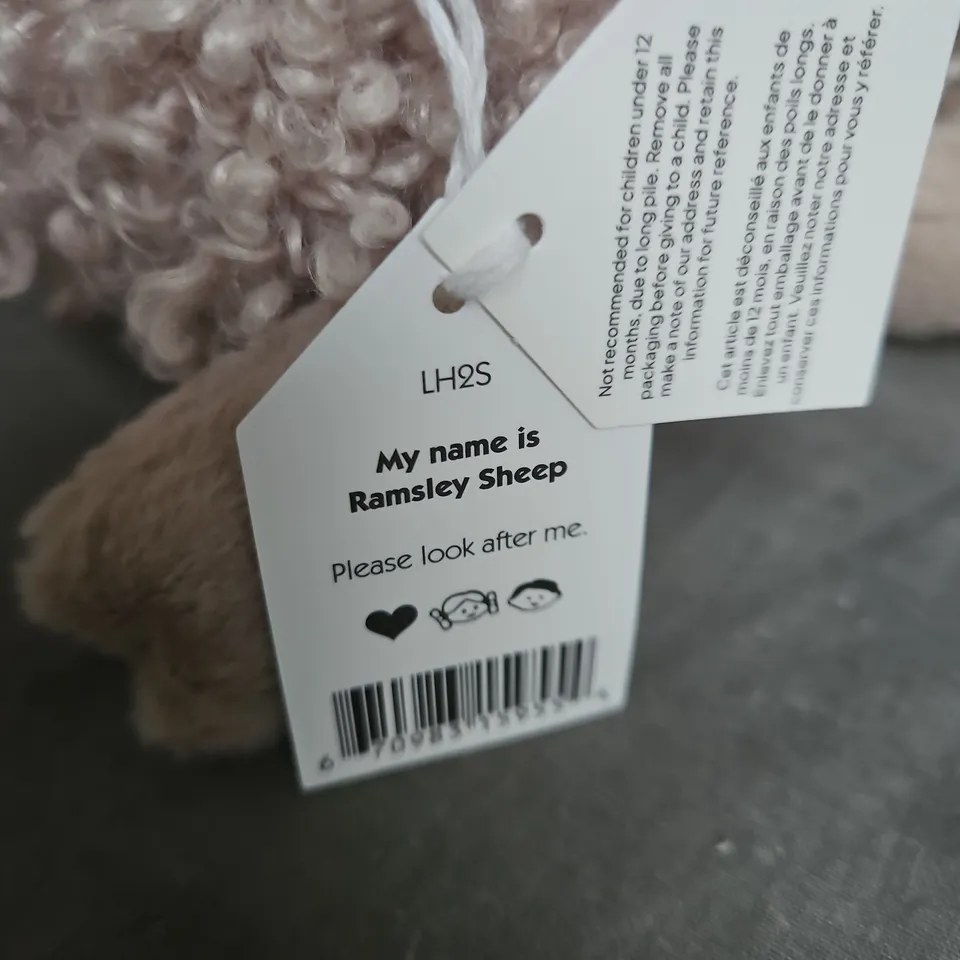 LH2S
My name is
Ramsley Sheep
Please look after me.
Not recommended for children under 12
months, due to long pile. Remove all
packaging before giving to a child. Please
make a note of our address and retain this
information for future reference.
Cet article est déconseillé aux enfants de
moins de 12 mois, en raison des poils longs.
Enlevez tout emballage avant de le donner à
un enfant. Veuillez noter notre adresse et
conserver ces informations pour vous y référer.